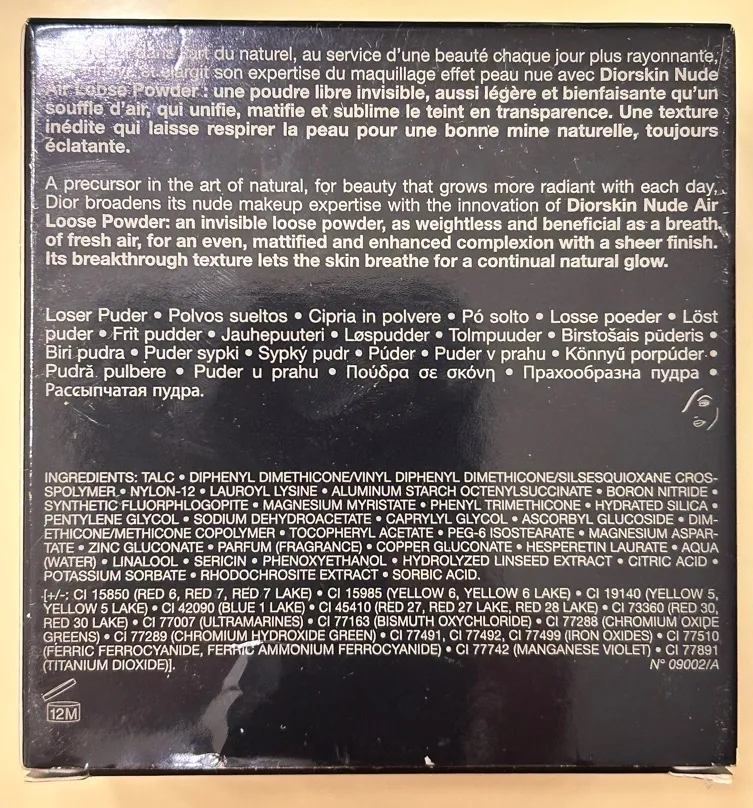 dans l'art du naturel, au service d'une beauté chaque jour plus rayonnante,
et élargit son expertise du maquillage effet peau nue avec Diorskin Nude
Air Loose Powder : une poudre libre invisible, aussi légère et bienfaisante qu'un
souffle d'air, qui unifie, matifie et sublime le teint en transparence. Une texture
inédite qui laisse respirer la peau pour une bonne mine naturelle, toujours
éclatante.
A precursor in the art of natural, for beauty that grows more radiant with each day,
Dior broadens its nude makeup expertise with the innovation of Diorskin Nude Air
Loose Powder: an invisible loose powder, as weightless and beneficial as a breath
of fresh air, for an even, mattified and enhanced complexion with a sheer finish.
Its breakthrough texture lets the skin breathe for a continual natural glow.
Loser Puder • Polvos sueltos • Cipria in polvere • Pó solto • Losse poeder • Löst
puder • Frit pudder • Jauhepuuteri • Løspudder • Tolmpuuder • Birstošais pūderis •
Biri pudra • Puder sypki • Sypký pudr • Púder • Puder v prahu • Könnyű porpúder •
Pudră pulbere • Puder u prahu • Πούδρα σε σκόνη • Прахообразна пудра •
Рассыпчатая пудра.
INGREDIENTS: TALC • DIPHENYL DIMETHICONE/VINYL DIPHENYL DIMETHICONE/SILSESQUIOXANE CROS-
SPOLYMER • NYLON-12 • LAUROYL LYSINE • ALUMINUM STARCH OCTENYLSUCCINATE • BORON NITRIDE •
SYNTHETIC FLUORPHLOGOPITE • MAGNESIUM MYRISTATE • PHENYL TRIMETHICONE • HYDRATED SILICA •
PENTYLENE GLYCOL • SODIUM DEHYDROACETATE • CAPRYLYL GLYCOL • ASCORBYL GLUCOSIDE • DIM-
ETHICONE/METHICONE COPOLYMER • TOCOPHERYL ACETATE • PEG-6 ISOSTEARATE • MAGNESIUM ASPAR-
TATE • ZINC GLUCONATE • PARFUM (FRAGRANCE) • COPPER GLUCONATE • HESPERETIN LAURATE • AQUA
(WATER) • LINALOOL • SERICIN • PHENOXYETHANOL • HYDROLYZED LINSEED EXTRACT • CITRIC ACID •
POTASSIUM SORBATE • RHODOCHROSITE EXTRACT • SORBIC ACID.
[+/-: CI 15850 (RED 6, RED 7, RED 7 LAKE) • CI 15985 (YELLOW 6, YELLOW 6 LAKE) • CI 19140 (YELLOW 5,
YELLOW 5 LAKE) • CI 42090 (BLUE 1 LAKE) • CI 45410 (RED 27, RED 27 LAKE, RED 28 LAKE) • CI 73360 (RED 30,
RED 30 LAKE) • CI 77007 (ULTRAMARINES) • CI 77163 (BISMUTH OXYCHLORIDE) • CI 77288 (CHROMIUM OXIDE
GREENS) • CI 77289 (CHROMIUM HYDROXIDE GREEN) • CI 77491, CI 77492, CI 77499 (IRON OXIDES) • CI 77510
(FERRIC FERROCYANIDE, FERRIC AMMONIUM FERROCYANIDE) • CI 77742 (MANGANESE VIOLET) • CI 77891
(TITANIUM DIOXIDE)].
N° 09002/A
12M